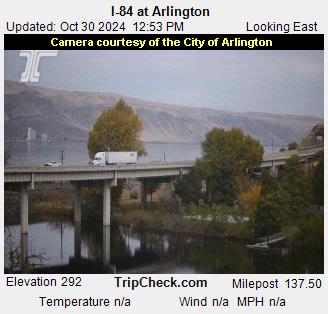 I-84 at Arlington
Updated: Oct 30 2024  12:53 PM
Looking East
Camera courtesy of the City of Arlington
Elevation 292
TripCheck.com
Milepost 137.50
Temperature n/a
Wind n/a
MPH n/a